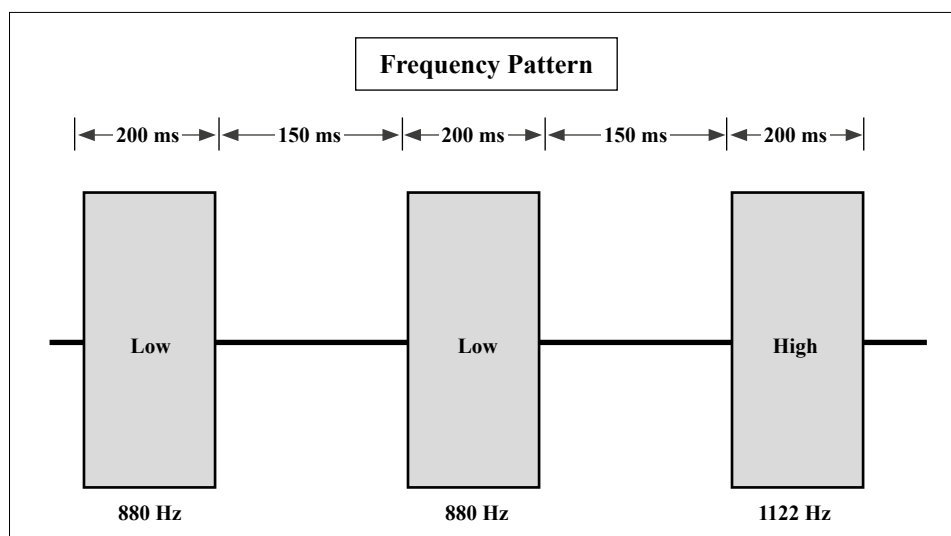 Frequency Pattern
200 ms 150 ms 200 ms 150 ms 200 ms
Low Low High
880 Hz 880 Hz 1122 Hz